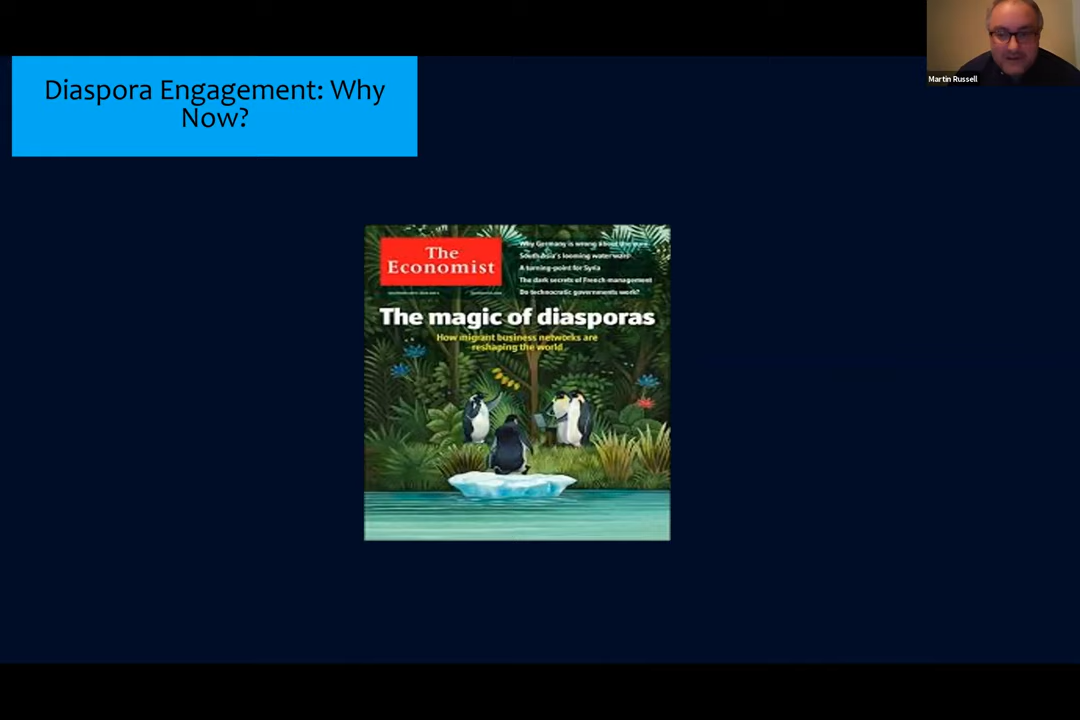 Martin Russell
Diaspora Engagement: Why
Now?
The
Economist
Why Germany is wrong about the euro
South Asia's looming water wars
A turning-point for Syria
The dark secrets of French management
Do technocratic governments work?
The magic of diasporas
How migrant business networks are
reshaping the world